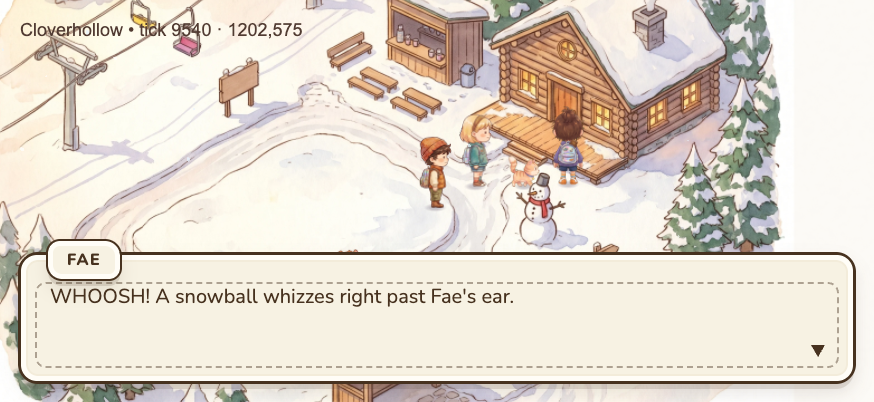 Cloverhollow • tick 9540 · 1202,575
FAE
WHOOSH! A snowball whizzes right past Fae's ear.